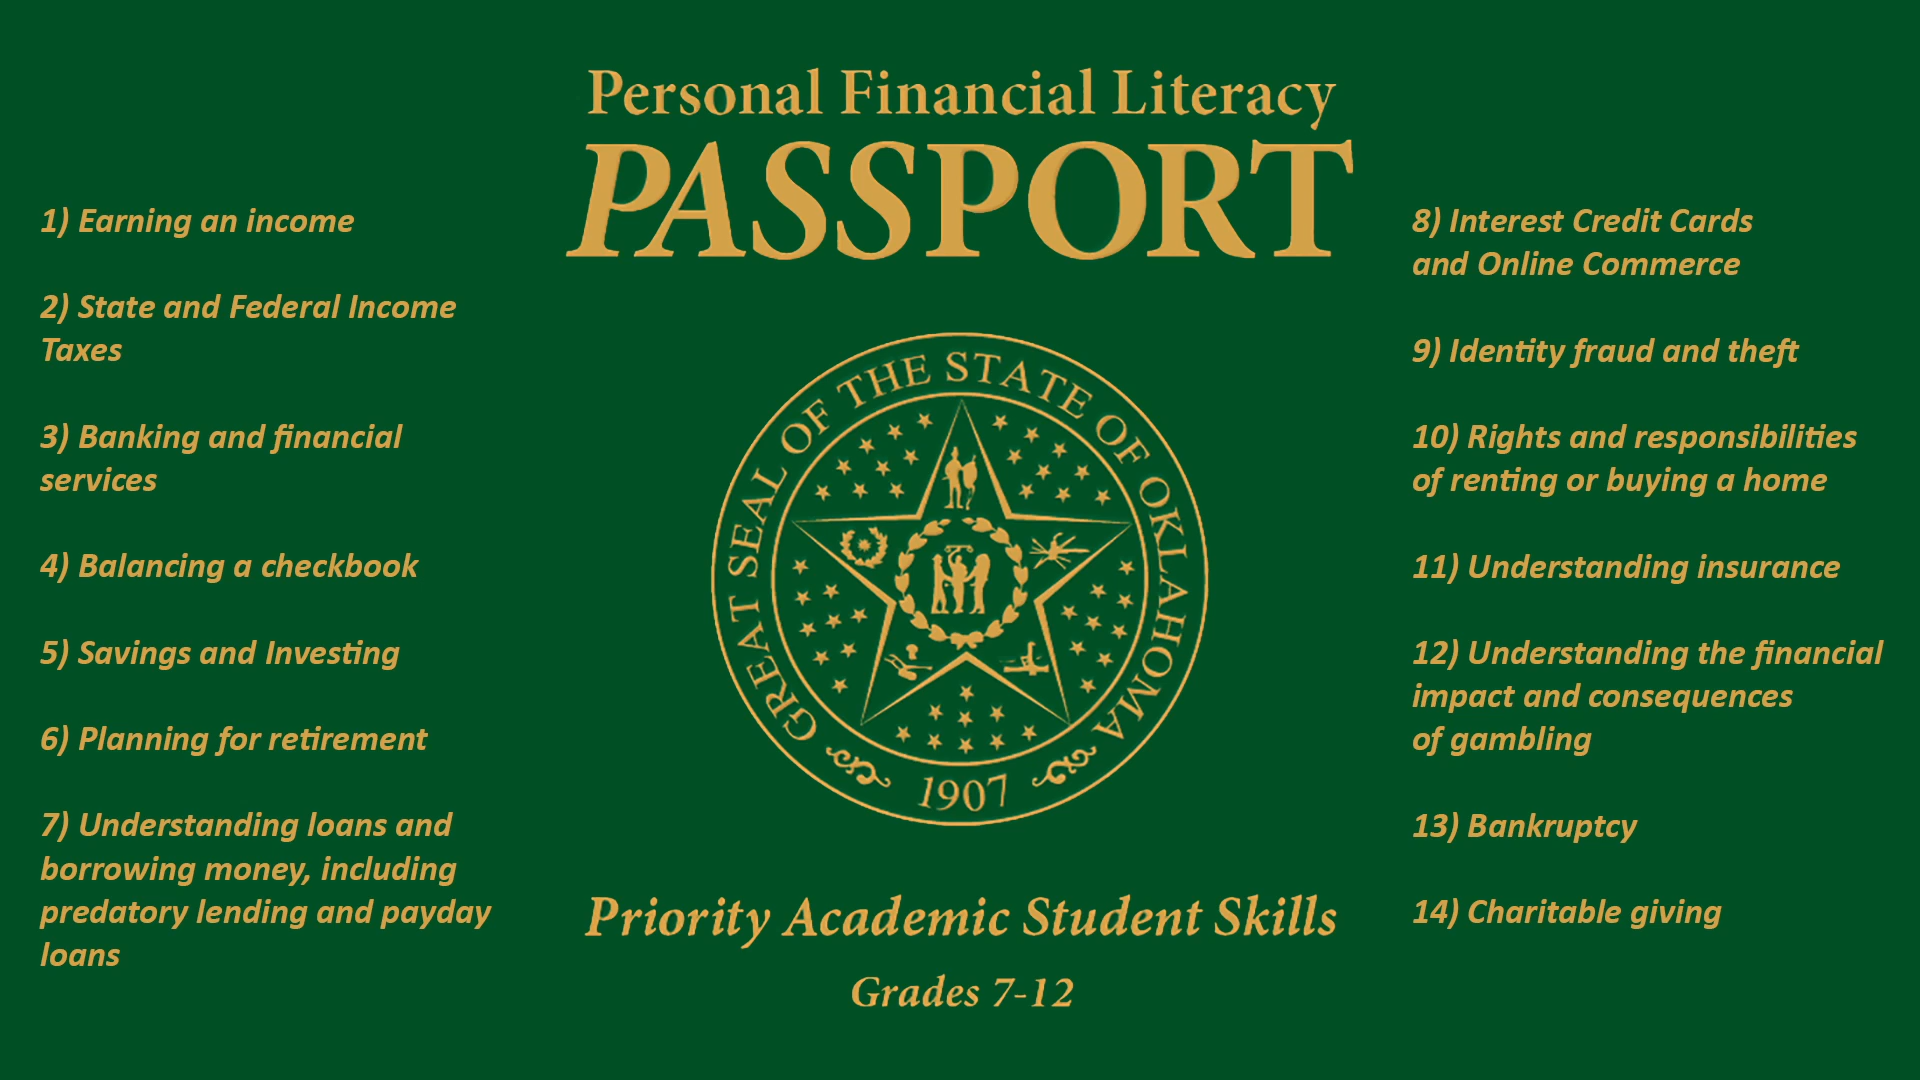 Personal Financial Literacy
PASSPORT
1) Earning an income
2) State and Federal Income
Taxes
3) Banking and financial
services
4) Balancing a checkbook
5) Savings and Investing
6) Planning for retirement
7) Understanding loans and
borrowing money, including
predatory lending and payday
loans
GREAT SEAL OF THE STATE OF OKLAHOMA
1907
Priority Academic Student Skills
Grades 7-12
8) Interest Credit Cards
and Online Commerce
9) Identity fraud and theft
10) Rights and responsibilities
of renting or buying a home
11) Understanding insurance
12) Understanding the financial
impact and consequences
of gambling
13) Bankruptcy
14) Charitable giving